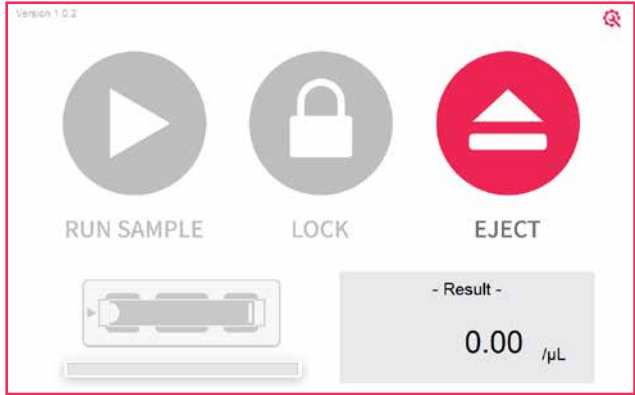 Version 1.0.2
RUN SAMPLE
LOCK
EJECT
- Result -
0.00 /µL